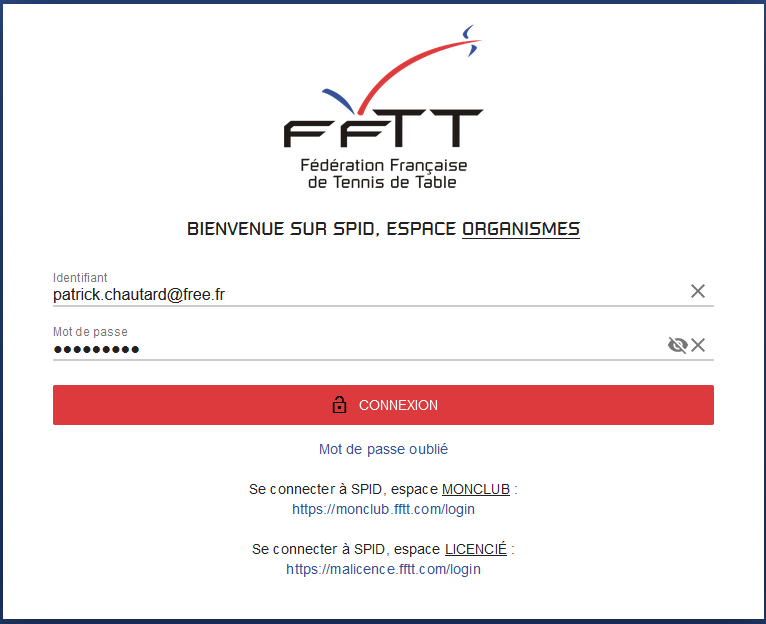 FFTT
Fédération Française
de Tennis de Table
BIENVENUE SUR SPID, ESPACE ORGANISMES
Identifiant
patrick.chautard@free.fr
Mot de passe
●●●●●●●●●
CONNEXION
Mot de passe oublié
Se connecter à SPID, espace MONCLUB :
https://monclub.fftt.com/login
Se connecter à SPID, espace LICENCIÉ :
https://malicence.fftt.com/login